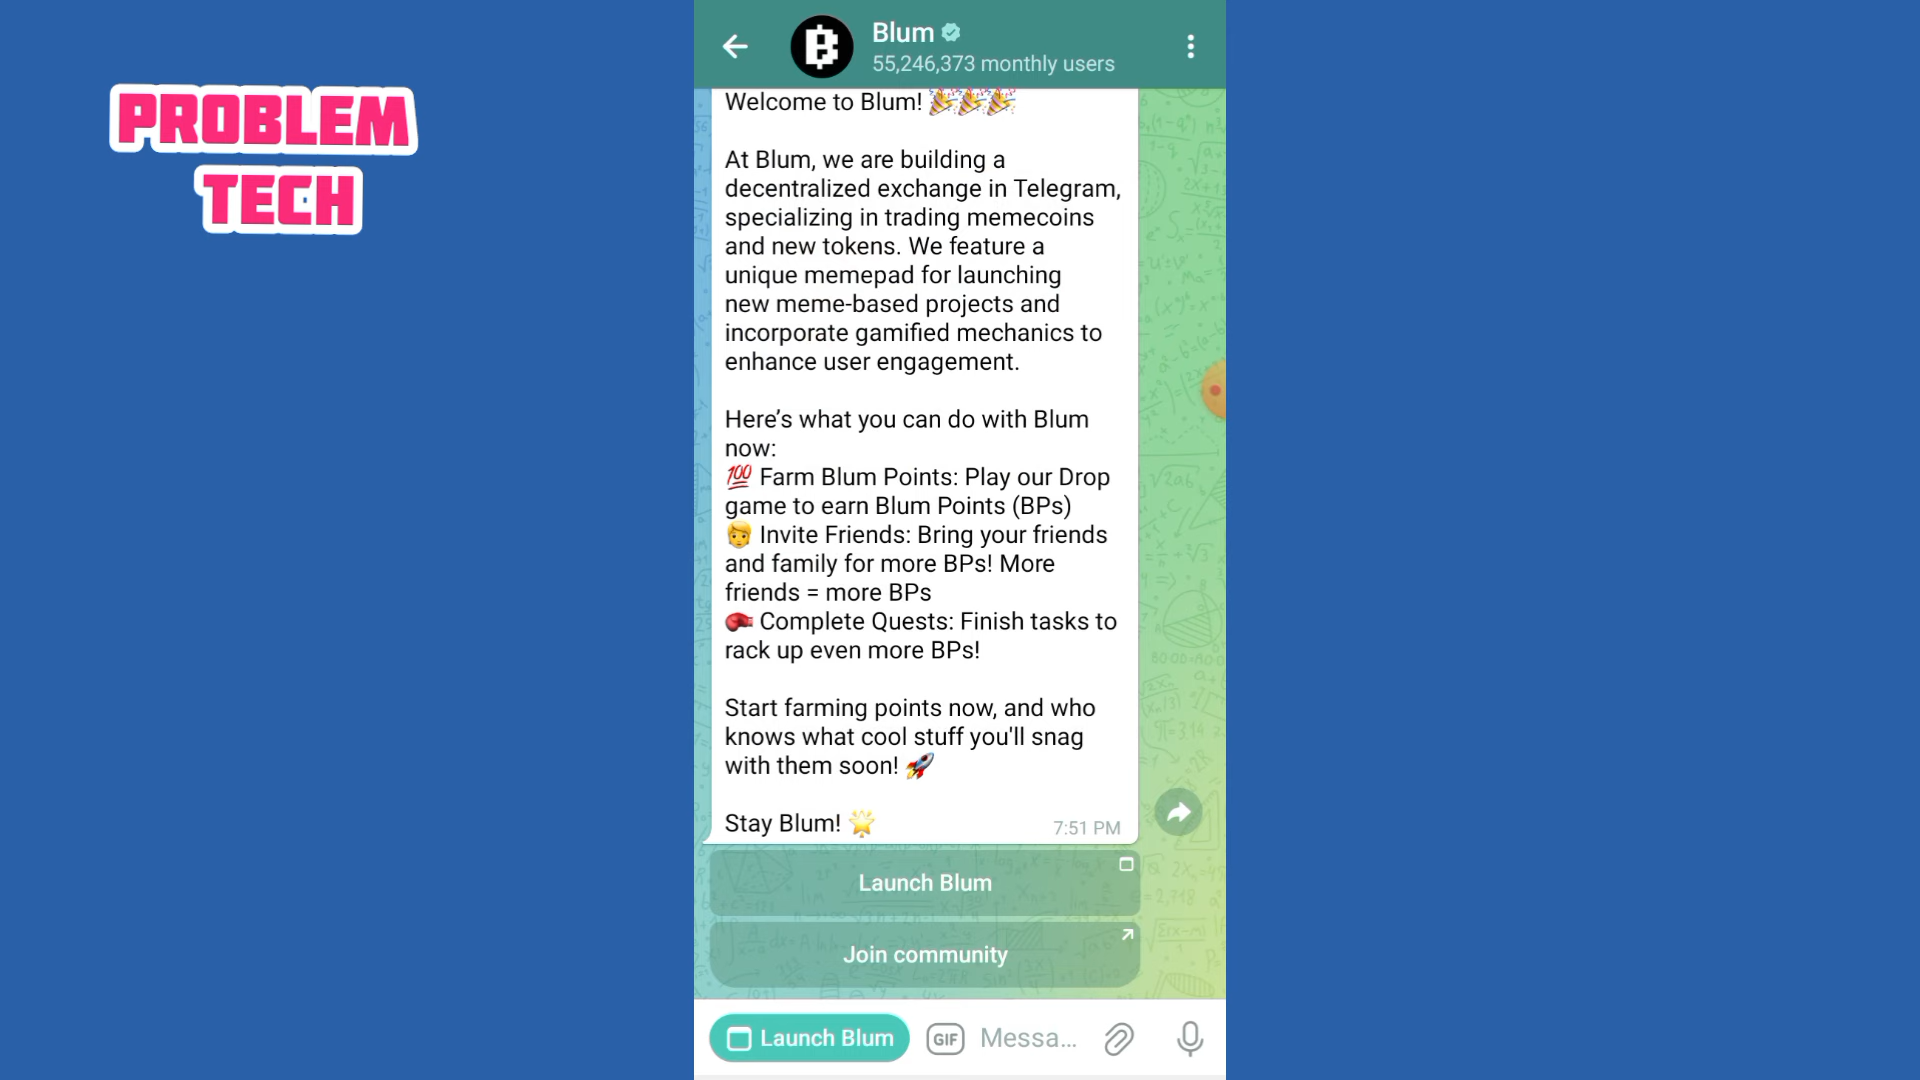 PROBLEM
TECH
Blum
55,246,373 monthly users
Welcome to Blum! 🎉🎉🎉
At Blum, we are building a
decentralized exchange in Telegram,
specializing in trading memecoins
and new tokens. We feature a
unique memepad for launching
new meme-based projects and
incorporate gamified mechanics to
enhance user engagement.
Here’s what you can do with Blum
now:
💯 Farm Blum Points: Play our Drop
game to earn Blum Points (BPs)
🧑 Invite Friends: Bring your friends
and family for more BPs! More
friends = more BPs
🥊 Complete Quests: Finish tasks to
rack up even more BPs!
Start farming points now, and who
knows what cool stuff you'll snag
with them soon! 🚀
Stay Blum! 🌟
7:51 PM
Launch Blum
Join community
Launch Blum
GIF
Messa...